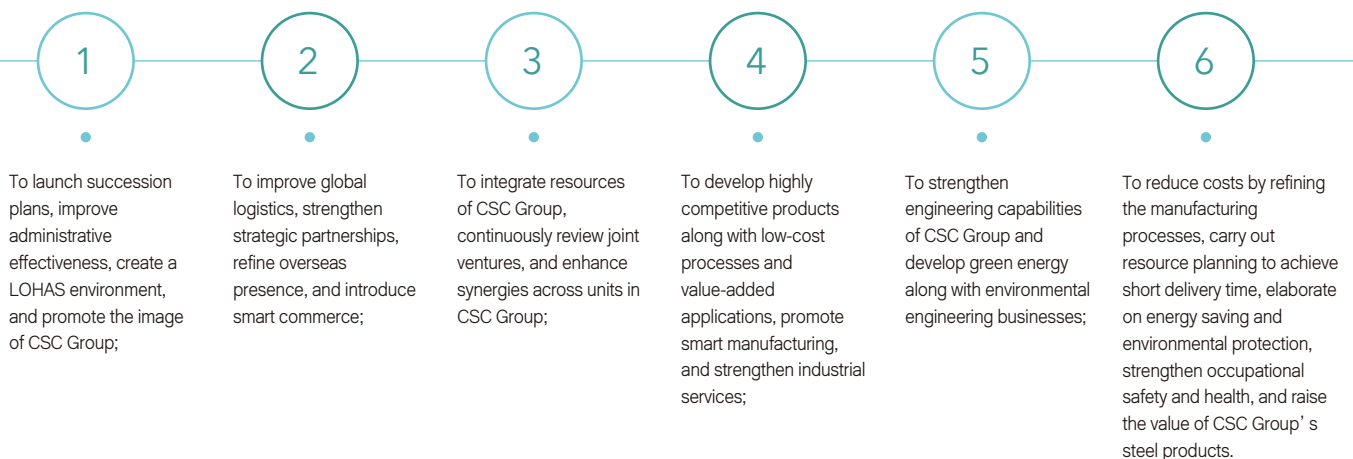 1
To launch succession
plans, improve
administrative
effectiveness, create a
LOHAS environment,
and promote the image
of CSC Group;
2
To improve global
logistics, strengthen
strategic partnerships,
refine overseas
presence, and introduce
smart commerce;
3
To integrate resources
of CSC Group,
continuously review joint
ventures, and enhance
synergies across units in
CSC Group;
4
To develop highly
competitive products
along with low-cost
processes and
value-added
applications, promote
smart manufacturing,
and strengthen industrial
services;
5
To strengthen
engineering capabilities
of CSC Group and
develop green energy
along with environmental
engineering businesses;
6
To reduce costs by refining
the manufacturing
processes, carry out
resource planning to achieve
short delivery time, elaborate
on energy saving and
environmental protection,
strengthen occupational
safety and health, and raise
the value of CSC Group' s
steel products.